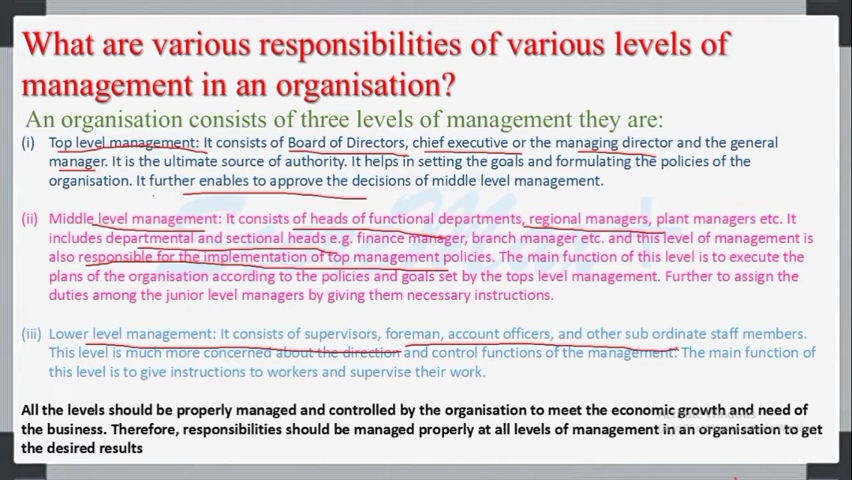 What are various responsibilities of various levels of
management in an organisation?
An organisation consists of three levels of management they are:
(i) Top level management: It consists of Board of Directors, chief executive or the managing director and the general
manager. It is the ultimate source of authority. It helps in setting the goals and formulating the policies of the
organisation. It further enables to approve the decisions of middle level management.
(ii) Middle level management: It consists of heads of functional departments, regional managers, plant managers etc. It
includes departmental and sectional heads e.g. finance manager, branch manager etc. and this level of management is
also responsible for the implementation of top management policies. The main function of this level is to execute the
plans of the organisation according to the policies and goals set by the tops level management. Further to assign the
duties among the junior level managers by giving them necessary instructions.
(iii) Lower level management: It consists of supervisors, foreman, account officers, and other sub ordinate staff members.
This level is much more concerned about the direction and control functions of the management. The main function of
this level is to give instructions to workers and supervise their work.
All the levels should be properly managed and controlled by the organisation to meet the economic growth and need of
the business. Therefore, responsibilities should be managed properly at all levels of management in an organisation to get
the desired results